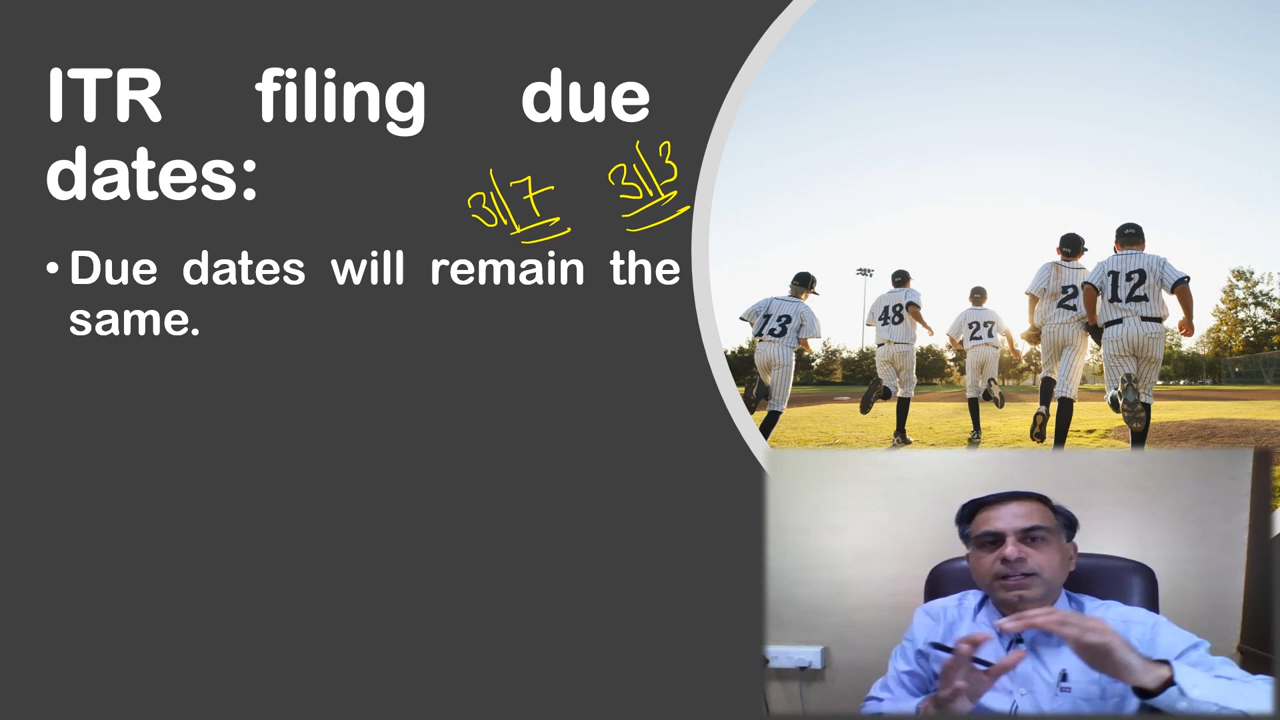 ITR filing due
dates:
31/7 31/3
• Due dates will remain the
same.
13 48 27 2 12